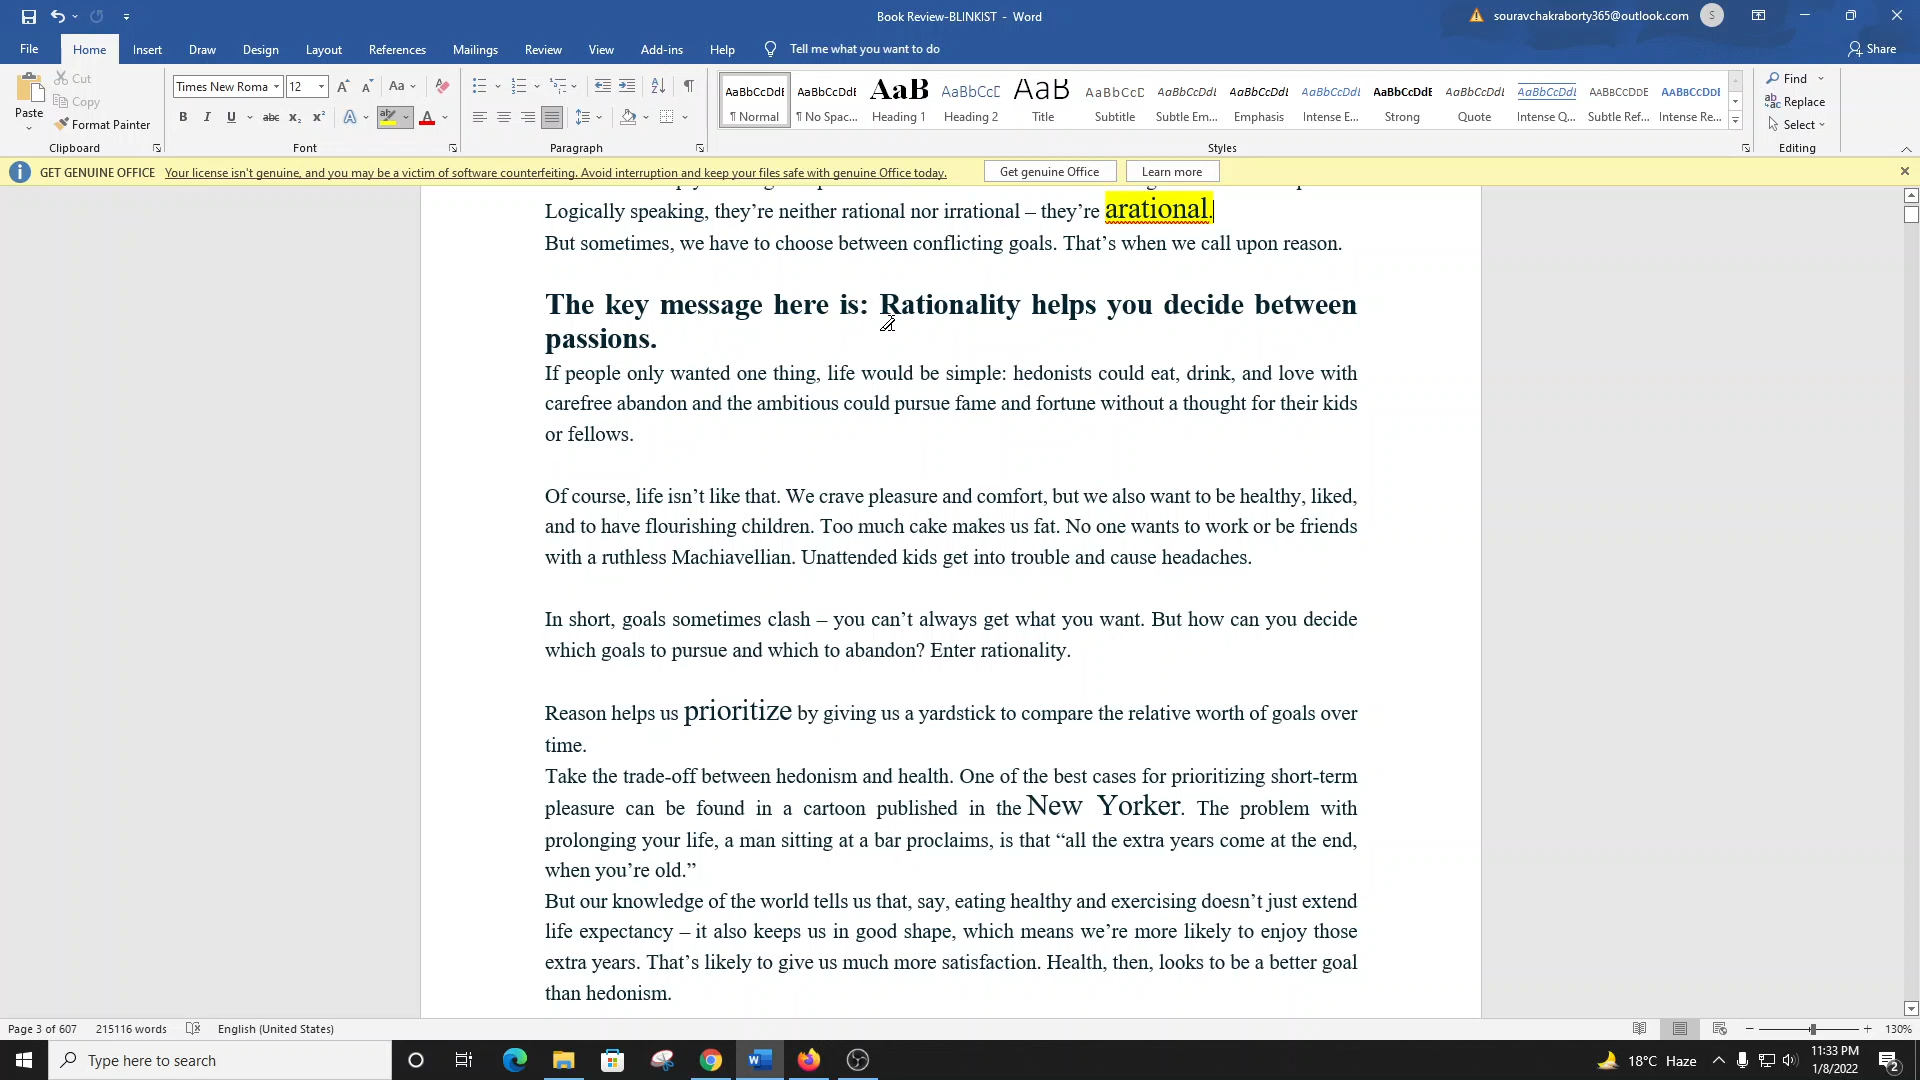 Book Review-BLINKIST - Word
souravchakraborty365@outlook.com
S
File Home Insert Draw Design Layout References Mailings Review View Add-ins Help Tell me what you want to do
Share
Paste
Cut
Copy
Format Painter
Clipboard
Times New Roma 12
Font
Paragraph
AaBbCcDdE AaBbCcDdE AaB AaBbCcD AaB AaBbCcD AaBbCcDdE AaBbCcDdE AaBbCcDdE AaBbCcDdE AaBbCcDdE AaBbCcDdE AABBCCDDE AABBCCDDE
¶ Normal ¶ No Spac... Heading 1 Heading 2 Title Subtitle Subtle Em... Emphasis Intense E... Strong Quote Intense Q... Subtle Ref... Intense Re...
Styles
Find
Replace
Select
Editing
GET GENUINE OFFICE Your license isn't genuine, and you may be a victim of software counterfeiting. Avoid interruption and keep your files safe with genuine Office today. Get genuine Office Learn more
Logically speaking, they’re neither rational nor irrational – they’re arational.
But sometimes, we have to choose between conflicting goals. That’s when we call upon reason.
The key message here is: Rationality helps you decide between
passions.
If people only wanted one thing, life would be simple: hedonists could eat, drink, and love with
carefree abandon and the ambitious could pursue fame and fortune without a thought for their kids
or fellows.
Of course, life isn’t like that. We crave pleasure and comfort, but we also want to be healthy, liked,
and to have flourishing children. Too much cake makes us fat. No one wants to work or be friends
with a ruthless Machiavellian. Unattended kids get into trouble and cause headaches.
In short, goals sometimes clash – you can’t always get what you want. But how can you decide
which goals to pursue and which to abandon? Enter rationality.
Reason helps us prioritize by giving us a yardstick to compare the relative worth of goals over
time.
Take the trade-off between hedonism and health. One of the best cases for prioritizing short-term
pleasure can be found in a cartoon published in the New Yorker. The problem with
prolonging your life, a man sitting at a bar proclaims, is that “all the extra years come at the end,
when you’re old.”
But our knowledge of the world tells us that, say, eating healthy and exercising doesn’t just extend
life expectancy – it also keeps us in good shape, which means we’re more likely to enjoy those
extra years. That’s likely to give us much more satisfaction. Health, then, looks to be a better goal
than hedonism.
Page 3 of 607 215116 words English (United States) 130%
Type here to search
18°C Haze
11:33 PM
1/8/2022
2